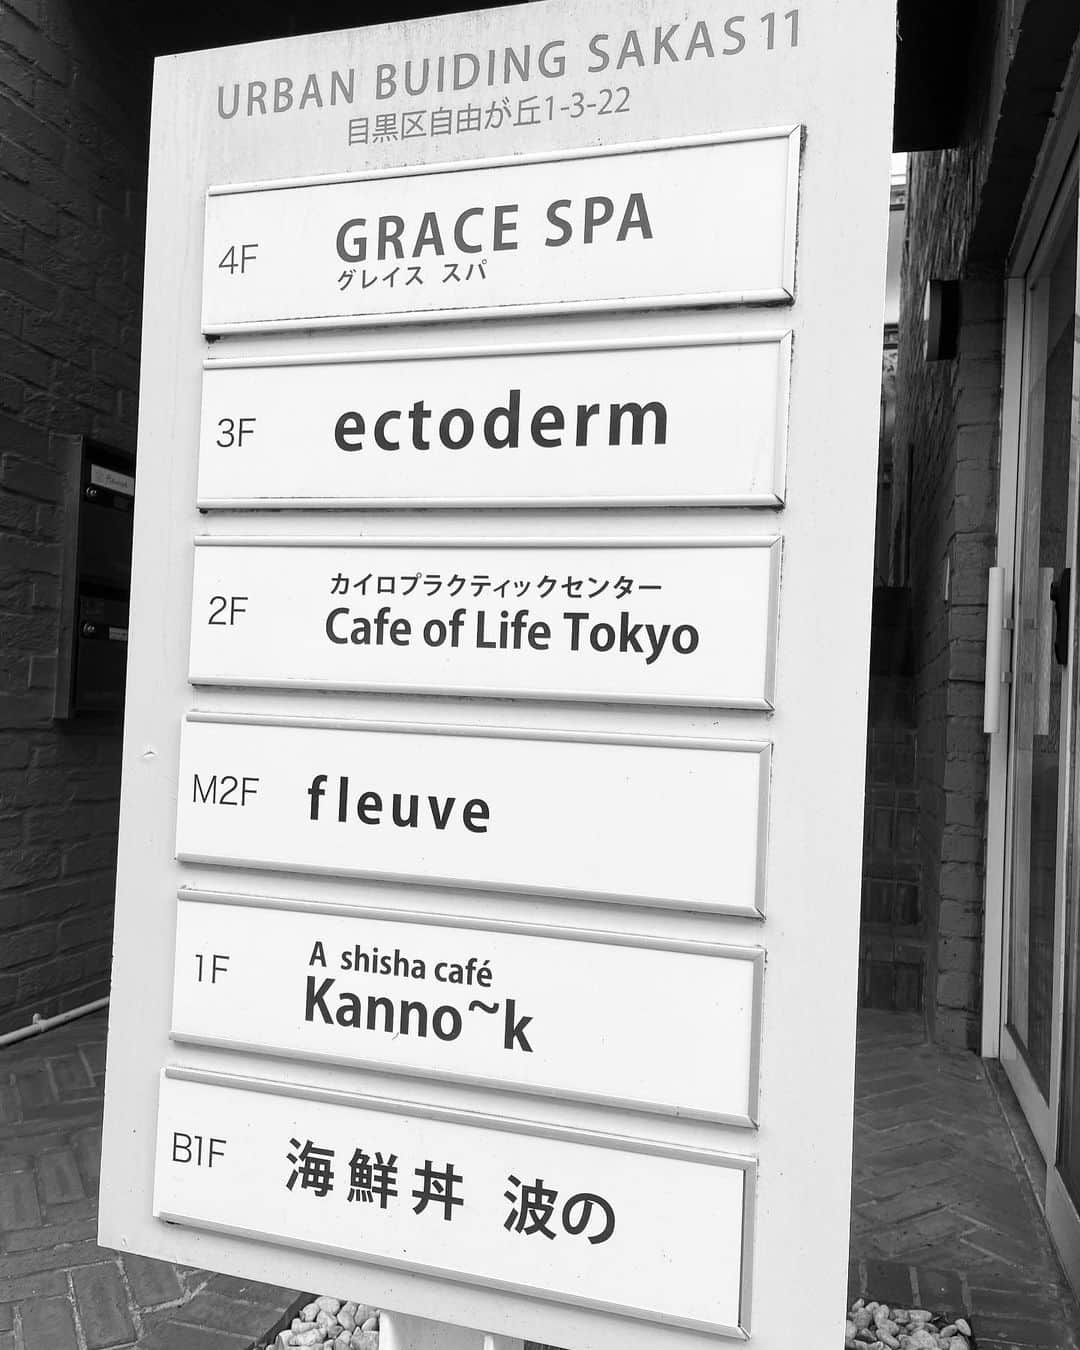 URBAN BUIDING SAKAS 11
目黒区自由が丘1-3-22
4F GRACE SPA
グレイス スパ
3F ectoderm
カイロプラクティックセンター
2F Cafe of Life Tokyo
M2F fleuve
A shisha café
1F Kanno~k
B1F 海鮮丼 波の